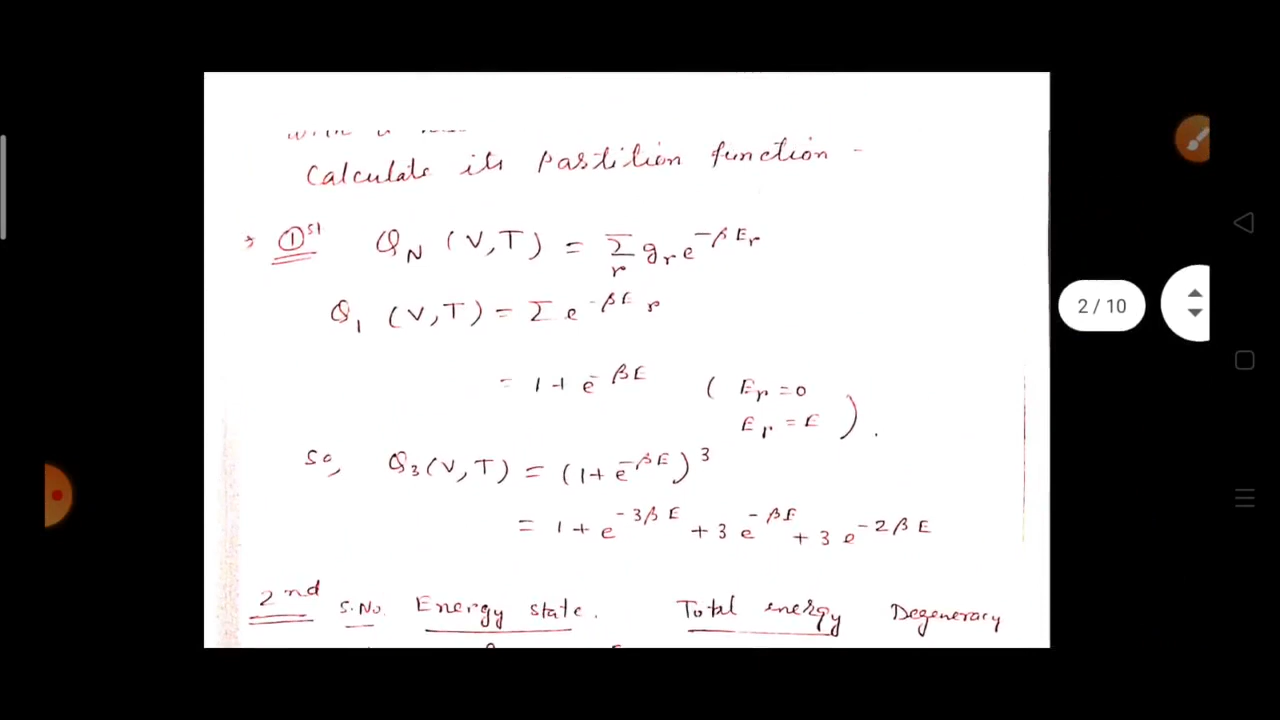 Calculate its partition function -
①st Q_N (V,T) = Σ_r g_r e^{-βE_r}
Q_1 (V,T) = Σ e^{-βE_r}
= 1 + e^{-βE} ( E_r = 0
E_r = E ).
2 / 10
So, Q_3 (V,T) = (1 + e^{-βE})^3
= 1 + e^{-3βE} + 3 e^{-βE} + 3 e^{-2βE}
2nd S.No. Energy state. Total energy Degeneracy